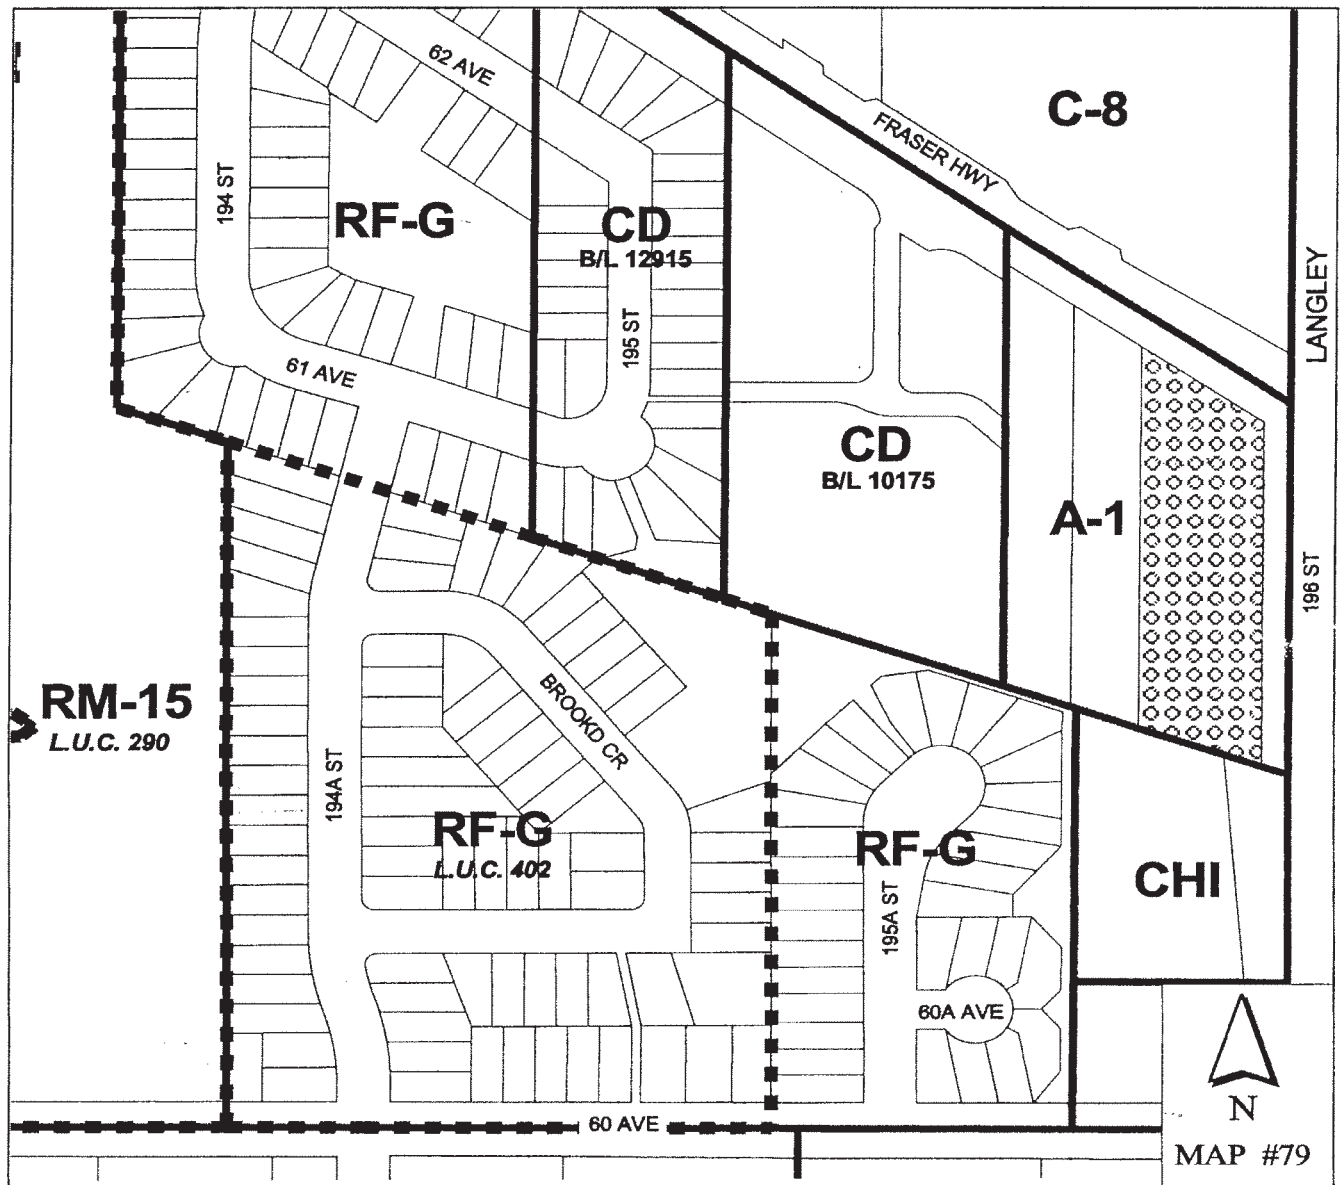 62 AVE
C-8
FRASER HWY
194 ST
RF-G
CD
B/L 12915
LANGLEY
195 ST
61 AVE
CD
B/L 10175
A-1
196 ST
RM-15
L.U.C. 290
BROOKD CR
194A ST
RF-G
L.U.C. 402
RF-G
CHI
195A ST
60A AVE
60 AVE
N
MAP #79